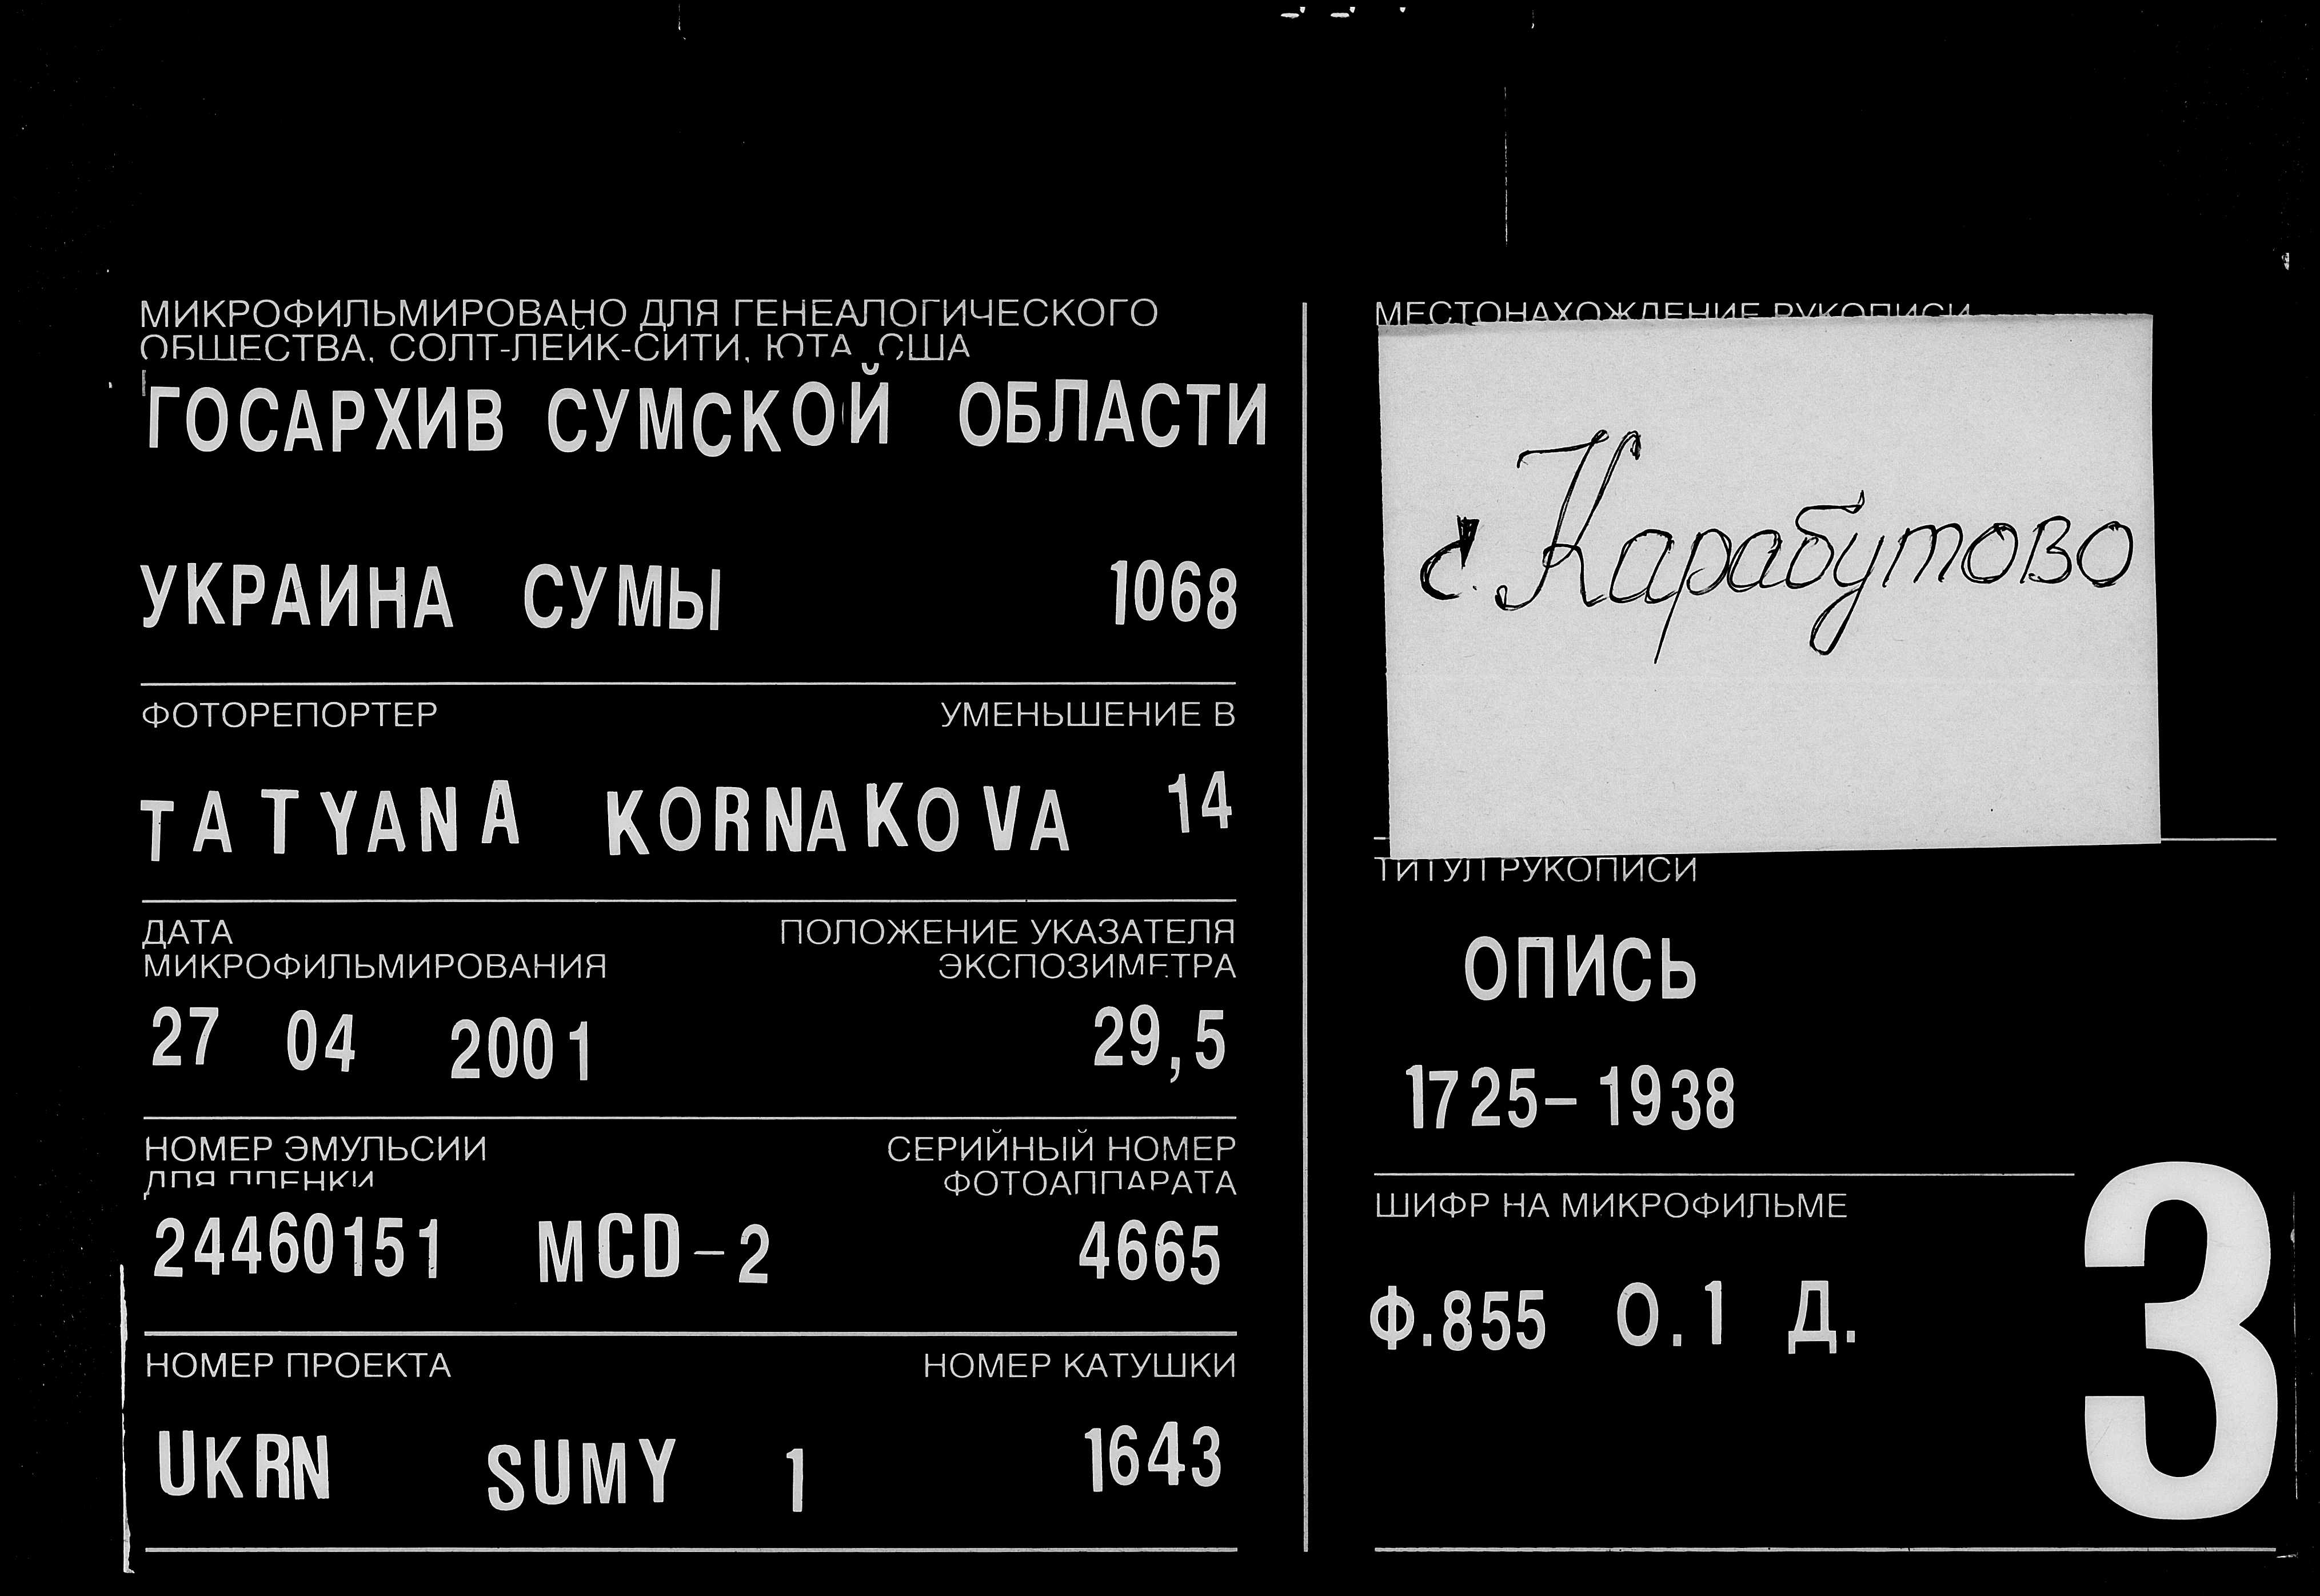 МИКРОФИЛЬМИРОВАНО ДЛЯ ГЕНЕАЛОГИЧЕСКОГО
ОБЩЕСТВА, СОЛТ-ЛЕЙК-СИТИ, ЮТА, США
ГОСАРХИВ СУМСКОЙ ОБЛАСТИ
УКРАИНА СУМЫ 1068
ФОТОРЕПОРТЕР УМЕНЬШЕНИЕ В
TATYANA KORNAKOVA 14
ДАТА ПОЛОЖЕНИЕ УКАЗАТЕЛЯ
МИКРОФИЛЬМИРОВАНИЯ ЭКСПОЗИМЕТРА
27 04 2001 29,5
НОМЕР ЭМУЛЬСИИ СЕРИЙНЫЙ НОМЕР
ДЛЯ ПЛЕНКИ ФОТОАППАРАТА
24460151 MCD-2 4665
НОМЕР ПРОЕКТА НОМЕР КАТУШКИ
UKRN SUMY 1 1643
МЕСТОНАХОЖДЕНИЕ РУКОПИСИ
с. Карабутово
ТИТУЛ РУКОПИСИ
ОПИСЬ
1725-1938
ШИФР НА МИКРОФИЛЬМЕ
Ф.855 О.1 Д.
3